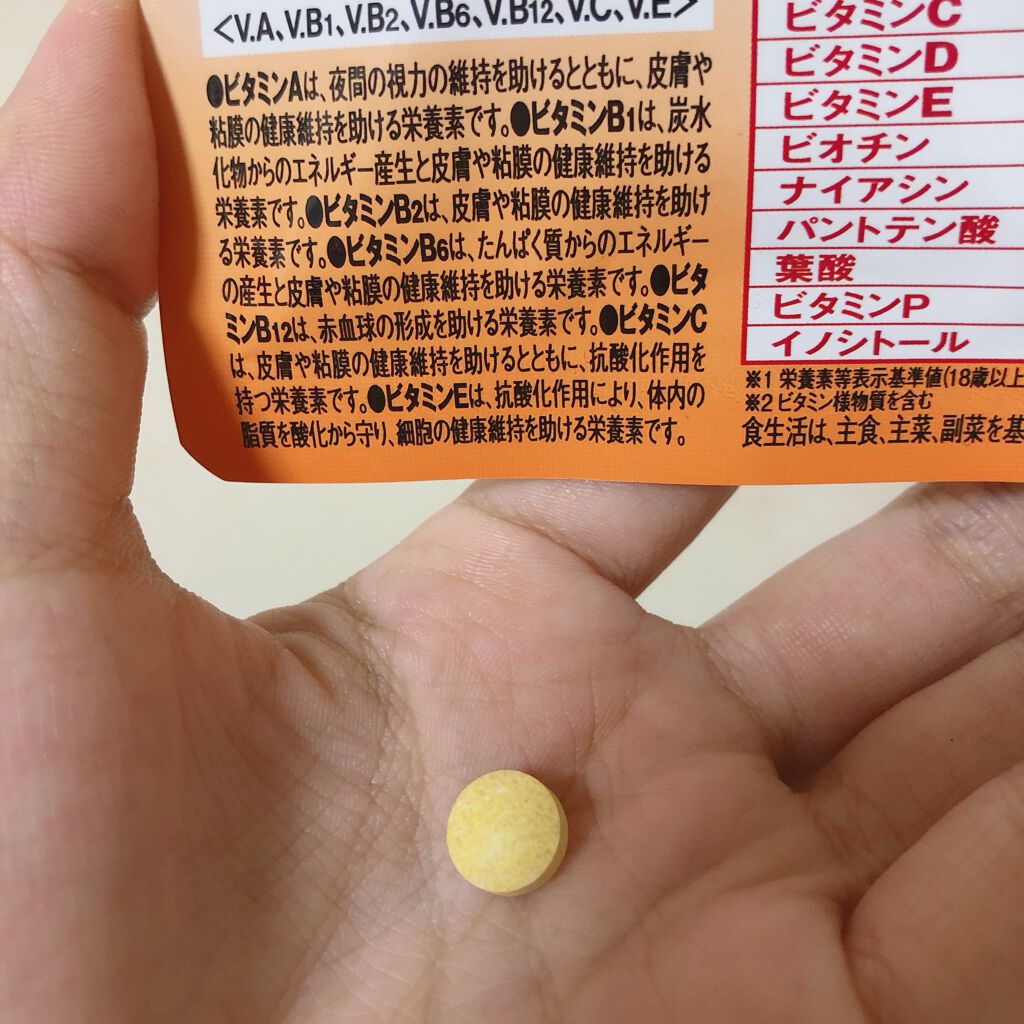 <V.A、V.B1、V.B2、V.B6、V.B12、V.C、V.E>
●ビタミンAは、夜間の視力の維持を助けるとともに、皮膚や
粘膜の健康維持を助ける栄養素です。●ビタミンB1は、炭水
化物からのエネルギー産生と皮膚や粘膜の健康維持を助ける
栄養素です。●ビタミンB2は、皮膚や粘膜の健康維持を助け
る栄養素です。●ビタミンB6は、たんぱく質からのエネルギー
の産生と皮膚や粘膜の健康維持を助ける栄養素です。●ビタ
ミンB12は、赤血球の形成を助ける栄養素です。●ビタミンC
は、皮膚や粘膜の健康維持を助けるとともに、抗酸化作用を
持つ栄養素です。●ビタミンEは、抗酸化作用により、体内の
脂質を酸化から守り、細胞の健康維持を助ける栄養素です。
ビタミンC
ビタミンD
ビタミンE
ビオチン
ナイアシン
パントテン酸
葉酸
ビタミンP
イノシトール
※1 栄養素等表示基準値(18歳以上
※2 ビタミン様物質を含む
食生活は、主食、主菜、副菜を基